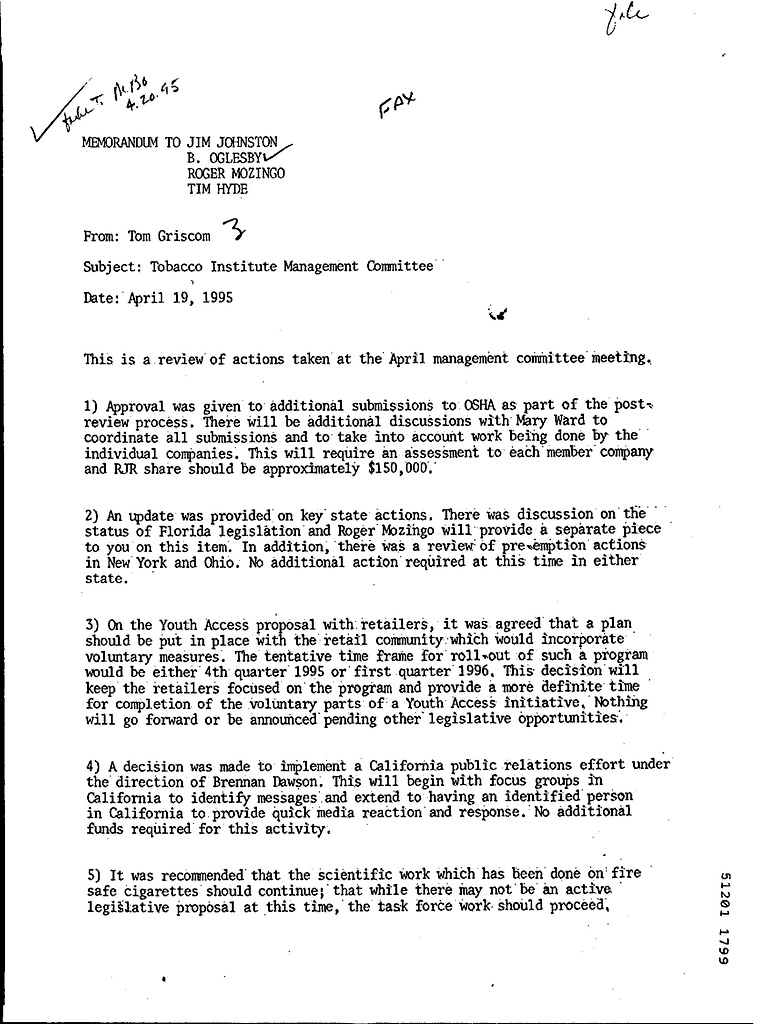 FAX
4.20.95
MEMORANDUM TO JIM JOHNSTON
B. OGLESBY
ROGER MOZINGO
TIM HYDE
From: Tom Griscom
Subject: Tobacco Institute Management Committee
Date: April 19, 1995
This is a review of actions taken at the April management committee meeting.
1) Approval was given to additional submissions to OSHA as part of the post-
review process. There will be additional discussions with Mary Ward to
coordinate all submissions and to take into account work being done by the
individual companies. This will require an assessment to each member company
and RJR share should be approximately $150,000.
2) An update was provided on key state actions. There was discussion on the
status of Florida legislation and Roger Mozingo will provide a separate piece
to you on this item. In addition, there was a review of pre-emption actions
in New York and Ohio. No additional action required at this time in either
state.
3) On the Youth Access proposal with retailers, it was agreed that a plan
should be put in place with the retail community which would incorporate
voluntary measures. The tentative time frame for roll-out of such a program
would be either 4th quarter 1995 or first quarter 1996. This decision will
keep the retailers focused on the program and provide a more definite time
for completion of the voluntary parts of a Youth Access initiative. Nothing
will go forward or be announced pending other legislative opportunities.
4) A decision was made to implement a California public relations effort under
the direction of Brennan Dawson. This will begin with focus groups in
California to identify messages and extend to having an identified person
in California to provide quick media reaction and response. No additional
funds required for this activity.
5) It was recommended that the scientific work which has been done on fire
safe cigarettes should continue; that while there may not be an active
legislative proposal at this time, the task force work should proceed.
51201 1799